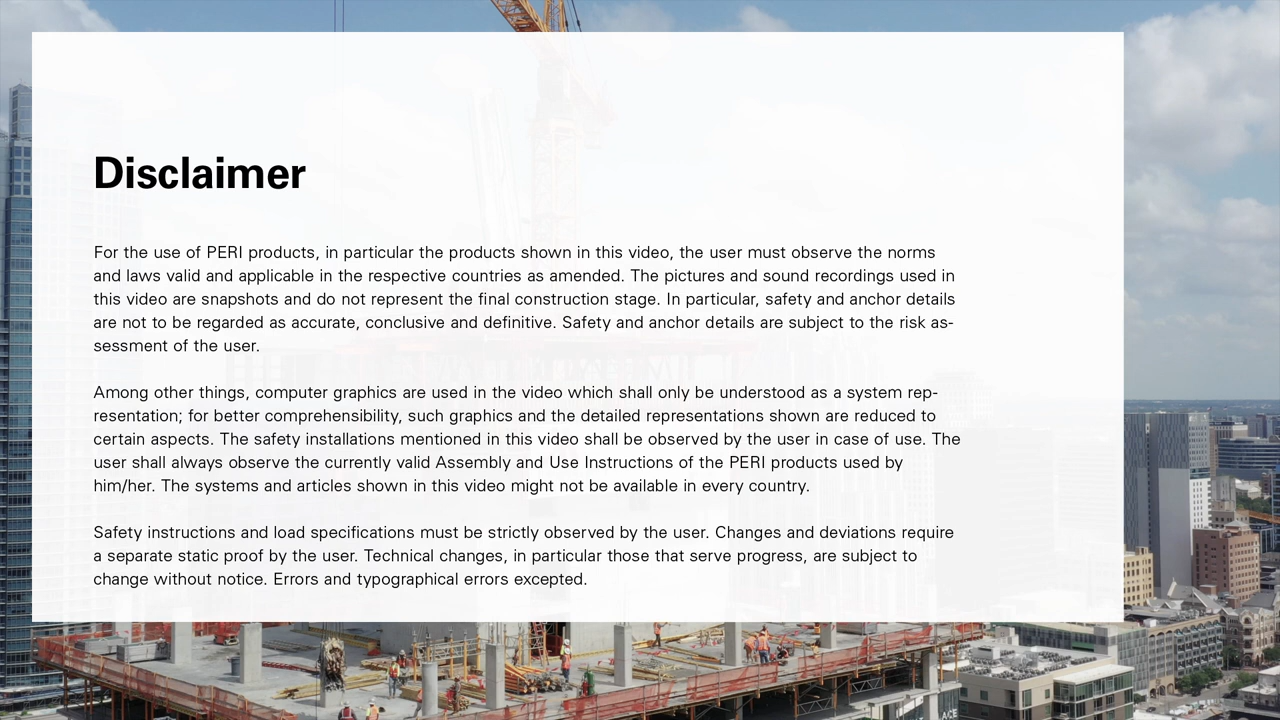 Disclaimer
For the use of PERI products, in particular the products shown in this video, the user must observe the norms
and laws valid and applicable in the respective countries as amended. The pictures and sound recordings used in
this video are snapshots and do not represent the final construction stage. In particular, safety and anchor details
are not to be regarded as accurate, conclusive and definitive. Safety and anchor details are subject to the risk as-
sessment of the user.
Among other things, computer graphics are used in the video which shall only be understood as a system rep-
resentation; for better comprehensibility, such graphics and the detailed representations shown are reduced to
certain aspects. The safety installations mentioned in this video shall be observed by the user in case of use. The
user shall always observe the currently valid Assembly and Use Instructions of the PERI products used by
him/her. The systems and articles shown in this video might not be available in every country.
Safety instructions and load specifications must be strictly observed by the user. Changes and deviations require
a separate static proof by the user. Technical changes, in particular those that serve progress, are subject to
change without notice. Errors and typographical errors excepted.